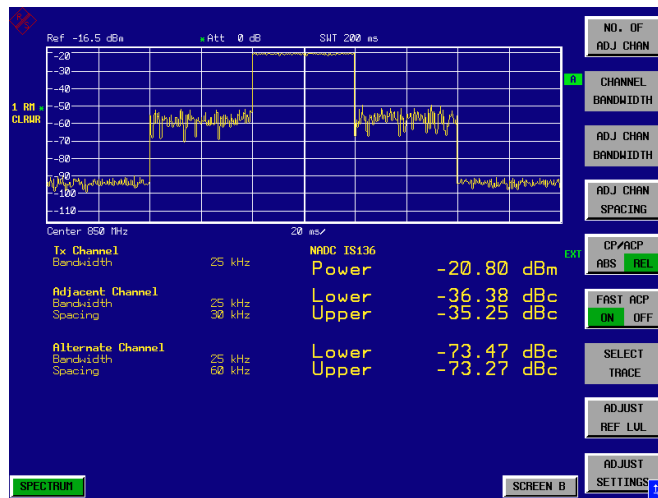 Ref -16.5 dBm *Att 0 dB SWT 200 ms
-20
-30
-40
-50
-60
-70
-80
-90
-100
-110
A
1 RM *
CLRWR
Center 850 MHz 20 ms/
Tx Channel
Bandwidth 25 kHz
NADC IS136
Power -20.80 dBm
EXT
Adjacent Channel
Bandwidth 25 kHz
Spacing 30 kHz
Lower -36.38 dBc
Upper -35.25 dBc
Alternate Channel
Bandwidth 25 kHz
Spacing 60 kHz
Lower -73.47 dBc
Upper -73.27 dBc
SPECTRUM
SCREEN B
NO. OF
ADJ CHAN
CHANNEL
BANDWIDTH
ADJ CHAN
BANDWIDTH
ADJ CHAN
SPACING
CP/ACP
ABS REL
FAST ACP
ON OFF
SELECT
TRACE
ADJUST
REF LVL
ADJUST
SETTINGS